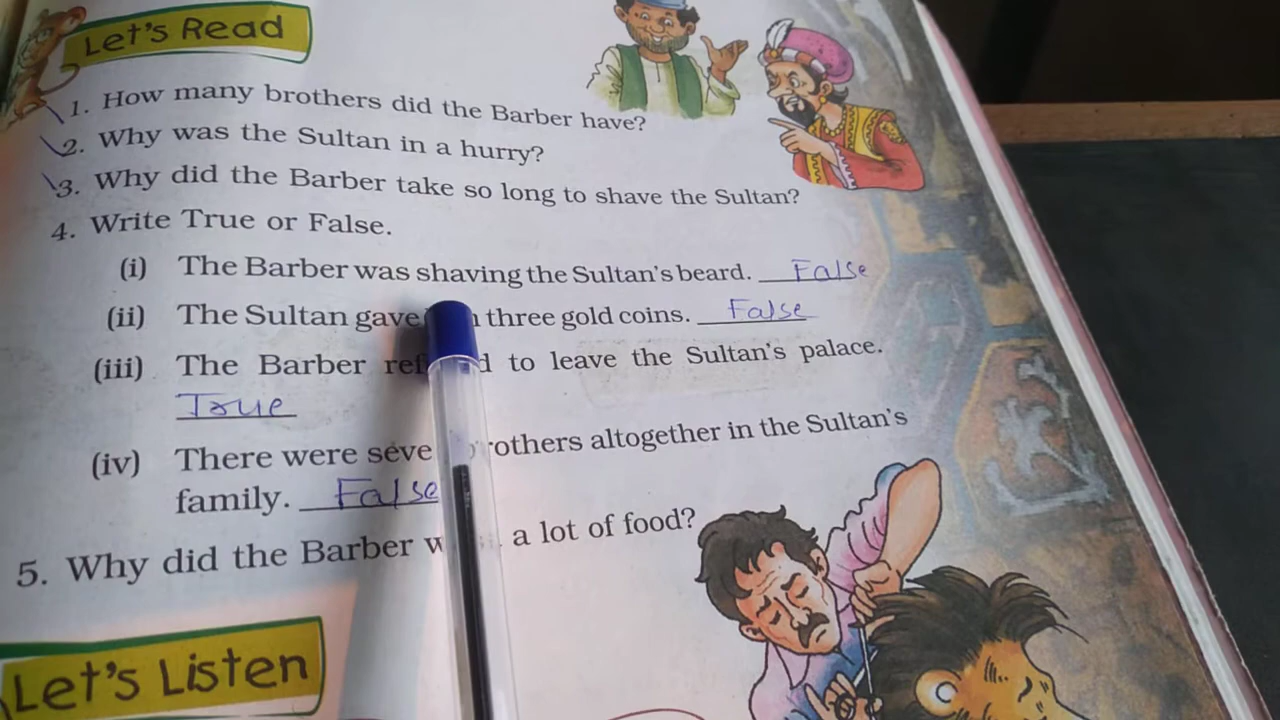 Let's Read
1. How many brothers did the Barber have?
2. Why was the Sultan in a hurry?
3. Why did the Barber take so long to shave the Sultan?
4. Write True or False.
(i) The Barber was shaving the Sultan's beard. False
(ii) The Sultan gave three gold coins. False
(iii) The Barber to leave the Sultan's palace.
True
(iv) There were altogether in the Sultan's
family. False
5. Why did the Barber a lot of food?
Let's Listen